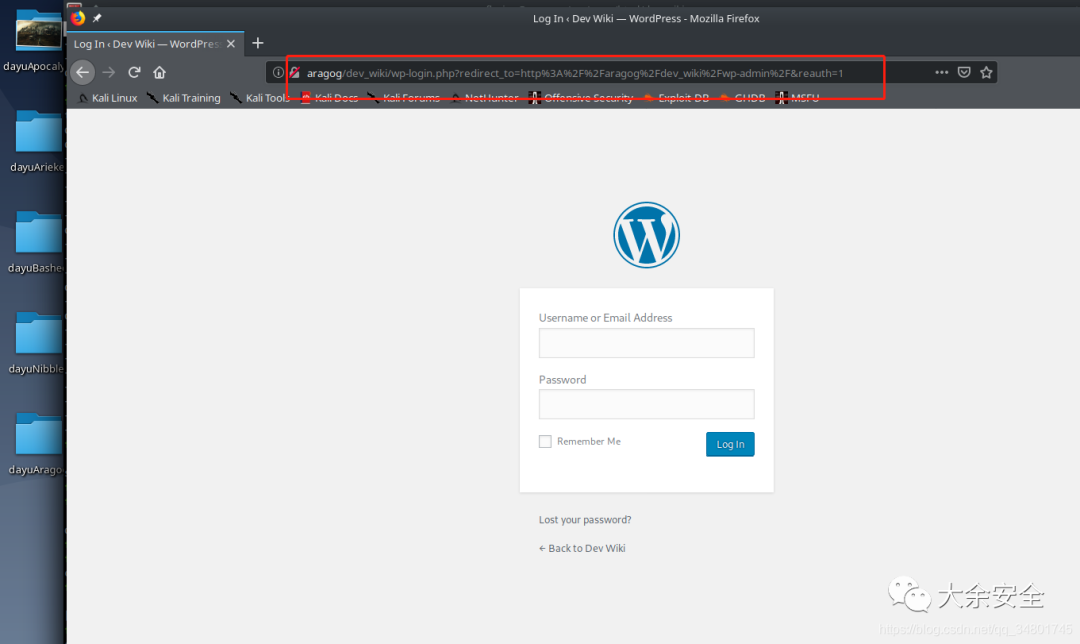 Log In ‹ Dev Wiki — WordPress - Mozilla Firefox
Log In ‹ Dev Wiki — WordPress
aragog/dev_wiki/wp-login.php?redirect_to=http%3A%2F%2Faragog%2Fdev_wiki%2Fwp-admin%2F&reauth=1
Kali Linux Kali Training Kali Tools Kali Docs Kali Forums NetHunter Offensive Security Exploit-DB GHDB MSFU
dayuApocaly
dayuArieke
dayuBashe
dayuNibble
dayuArago
W
Username or Email Address
Password
Remember Me
Log In
Lost your password?
← Back to Dev Wiki
大余安全
https://blog.csdn.net/qq_34801745